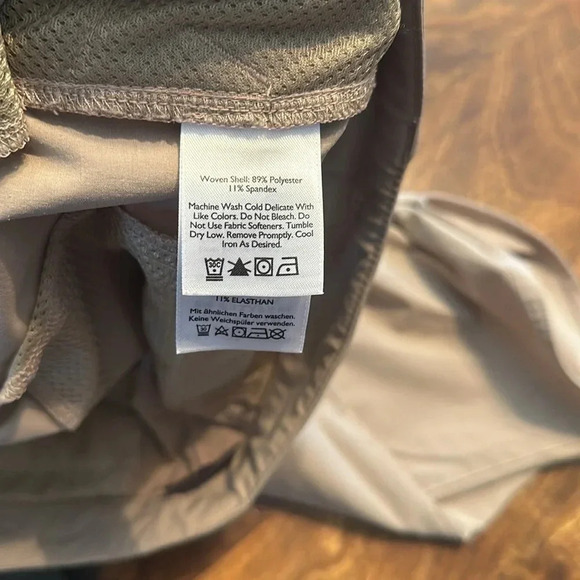 Woven Shell: 89% Polyester
11% Spandex
Machine Wash Cold Delicate With
Like Colors. Do Not Bleach. Do
Not Use Fabric Softeners. Tumble
Dry Low. Remove Promptly. Cool
Iron As Desired.
30C
11% ELASTHAN
Mit ähnlichen Farben waschen.
Keine Weichspüler verwenden.